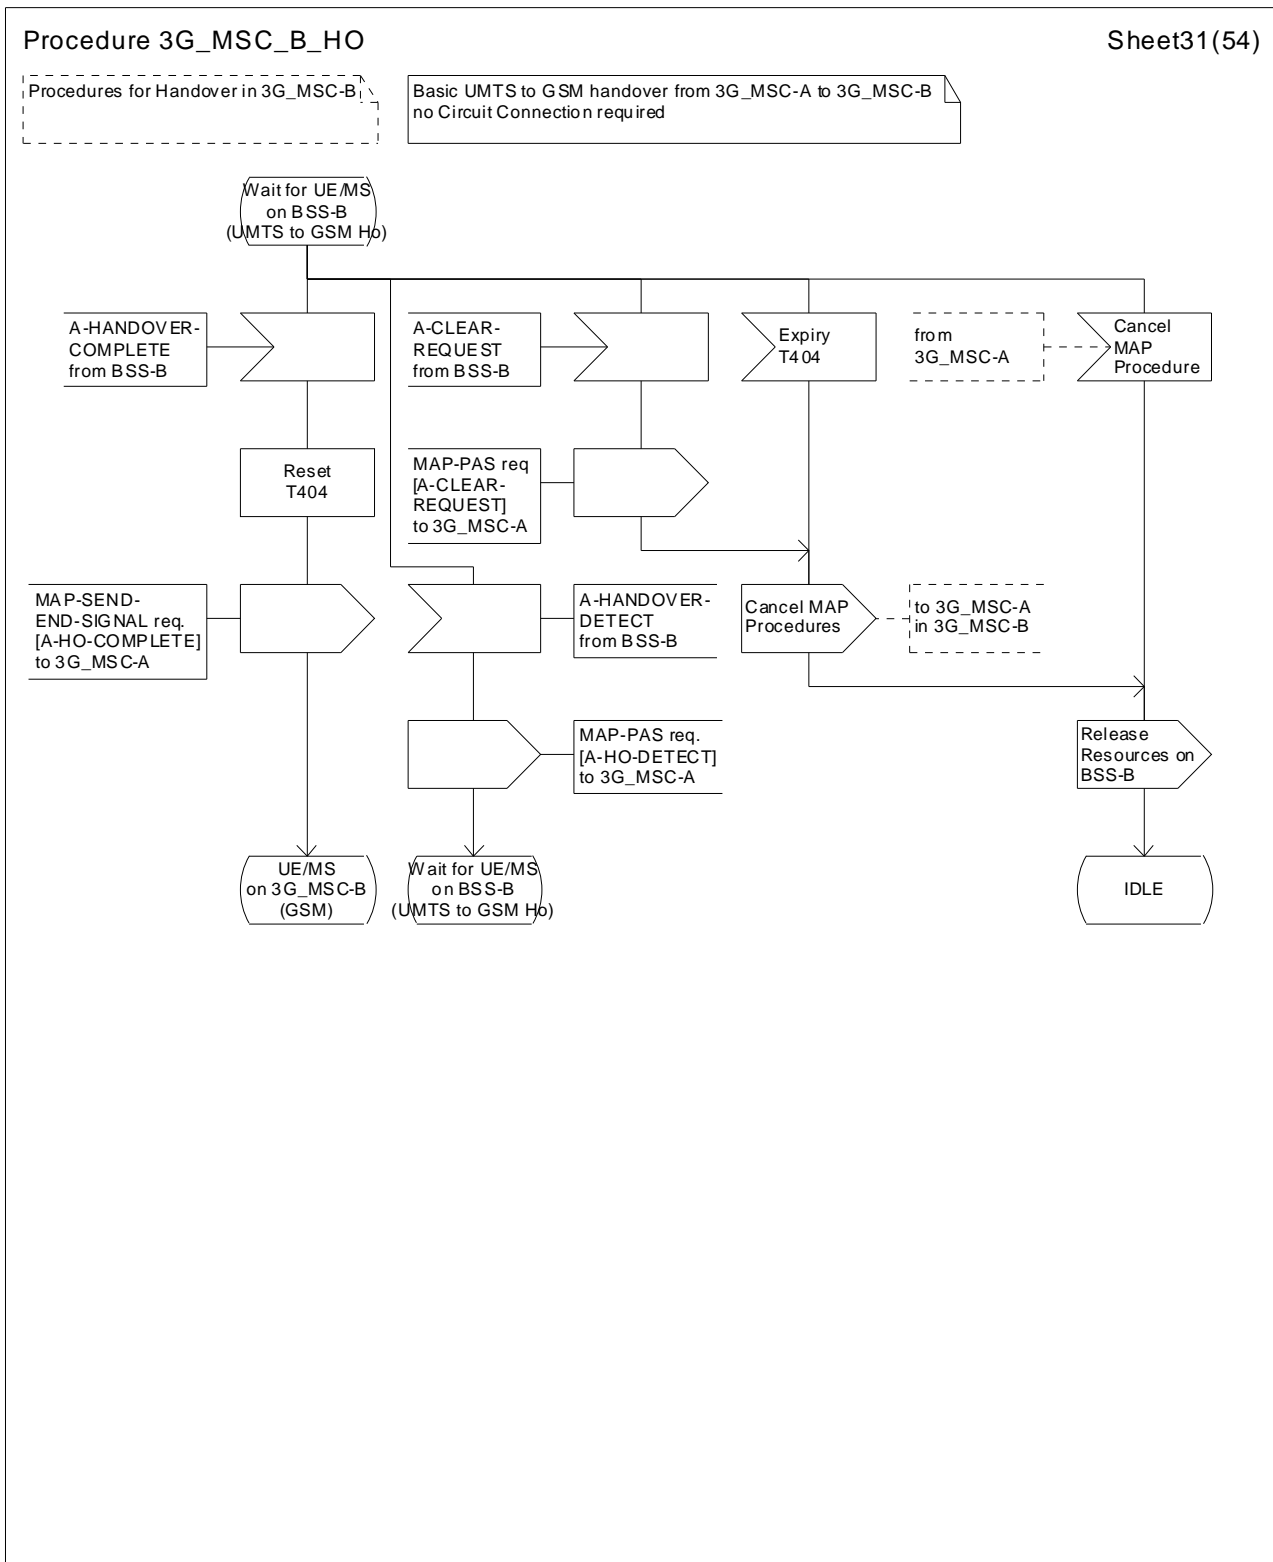 Procedure 3G_MSC_B_HO
Sheet31(54)
Procedures for Handover in 3G_MSC-B
Basic UMTS to GSM handover from 3G_MSC-A to 3G_MSC-B
no Circuit Connection required
Wait for UE/MS
on BSS-B
(UMTS to GSM Ho)
A-HANDOVER-
COMPLETE
from BSS-B
A-CLEAR-
REQUEST
from BSS-B
Expiry
T404
from
3G_MSC-A
Cancel
MAP
Procedure
Reset
T404
MAP-PAS req
[A-CLEAR-
REQUEST]
to 3G_MSC-A
MAP-SEND-
END-SIGNAL req.
[A-HO-COMPLETE]
to 3G_MSC-A
A-HANDOVER-
DETECT
from BSS-B
Cancel MAP
Procedures
to 3G_MSC-A
in 3G_MSC-B
MAP-PAS req.
[A-HO-DETECT]
to 3G_MSC-A
Release
Resources on
BSS-B
UE/MS
on 3G_MSC-B
(GSM)
Wait for UE/MS
on BSS-B
(UMTS to GSM Ho)
IDLE